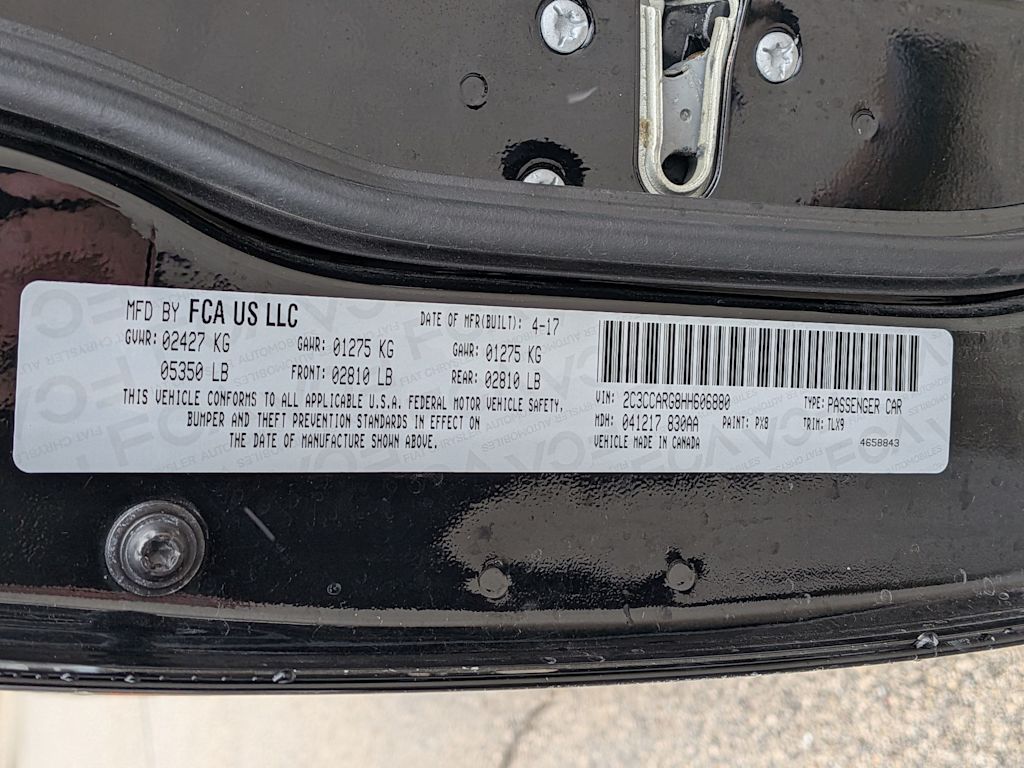 MFD BY FCA US LLC DATE OF MFR(BUILT): 4-17
GVWR: 02427 KG GAWR: 01275 KG GAWR: 01275 KG
05350 LB FRONT: 02810 LB REAR: 02810 LB
THIS VEHICLE CONFORMS TO ALL APPLICABLE U.S.A. FEDERAL MOTOR VEHICLE SAFETY,
BUMPER AND THEFT PREVENTION STANDARDS IN EFFECT ON
THE DATE OF MANUFACTURE SHOWN ABOVE.
VIN: 2C3CCARG8HH606880 TYPE: PASSENGER CAR
MDH: 041217 830AA PAINT: PX8 TRIM: TLX9
VEHICLE MADE IN CANADA 4658843